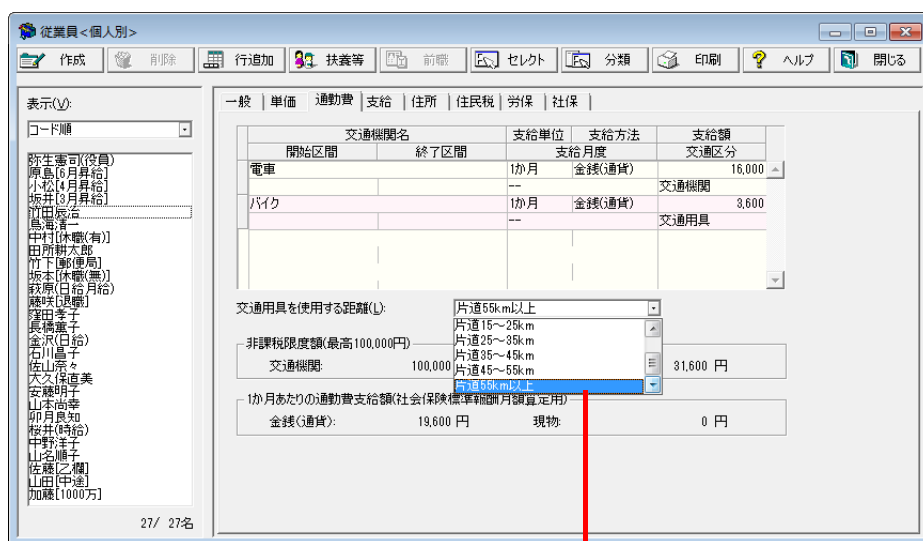 従業員<個人別>
作成 削除 行追加 扶養等 前職 セレクト 分類 印刷 ヘルプ 閉じる
表示(V):
コード順
弥生憲司(役員)
原島[6月昇給]
小松[4月昇給]
坂井[3月昇給]
竹田辰治
鳥海清一
中村[休職(有)]
田所耕太郎
竹下[郵便局]
坂本[休職(無)]
萩原(日給月給)
藤咲[退職]
窪田孝子
長橋薫子
金沢(日給)
石川昌子
佐山奈々
大久保直美
安藤明子
山本尚幸
卯月良知
桜井(時給)
中野洋子
山名順子
佐藤[乙欄]
山田[中途]
加藤[1000万]
27/ 27名
一般 単価 通勤費 支給 住所 住民税 労保 社保
交通機関名 支給単位 支給方法 支給額
開始区間 終了区間 支給月度 交通区分
電車 1か月 金銭(通貨) 16,000
-- 交通機関
バイク 1か月 金銭(通貨) 3,600
-- 交通用具
交通用具を使用する距離(L): 片道55km以上
片道15~25km
片道25~35km
片道35~45km
片道45~55km
片道55km以上
非課税限度額(最高100,000円)
交通機関: 100,000 31,600 円
1か月あたりの通勤費支給額(社会保険標準報酬月額算定用)
金銭(通貨): 19,600 円 現物: 0 円